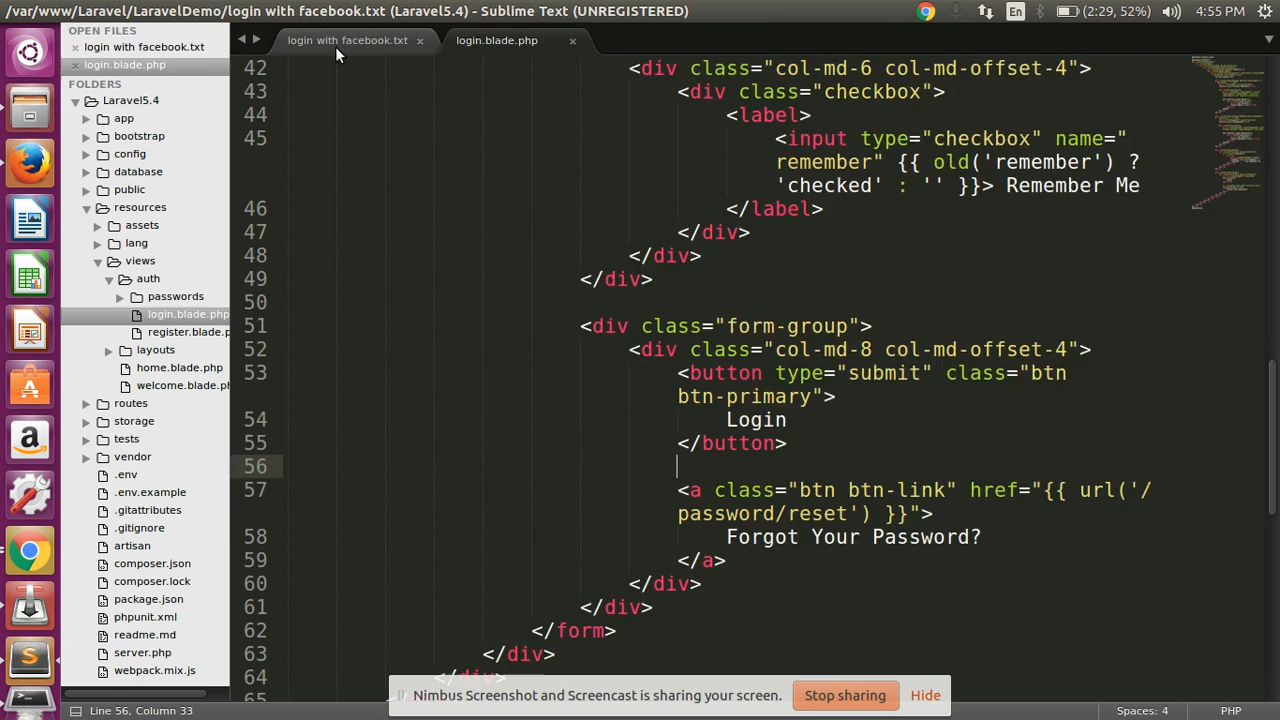 /var/www/Laravel/LaravelDemo/login with facebook.txt (Laravel5.4) - Sublime Text (UNREGISTERED)
En
(2:29, 52%)
4:55 PM
OPEN FILES
login with facebook.txt
login.blade.php
FOLDERS
Laravel5.4
app
bootstrap
config
database
public
resources
assets
lang
views
auth
passwords
login.blade.php
register.blade.p
layouts
home.blade.php
welcome.blade.ph
routes
storage
tests
vendor
.env
.env.example
.gitattributes
.gitignore
artisan
composer.json
composer.lock
package.json
phpunit.xml
readme.md
server.php
webpack.mix.js
login with facebook.txt
login.blade.php
42 <div class="col-md-6 col-md-offset-4">
43 <div class="checkbox">
44 <label>
45 <input type="checkbox" name="
remember" {{ old('remember') ?
'checked' : '' }}> Remember Me
46 </label>
47 </div>
48 </div>
49 </div>
50
51 <div class="form-group">
52 <div class="col-md-8 col-md-offset-4">
53 <button type="submit" class="btn
btn-primary">
54 Login
55 </button>
56
57 <a class="btn btn-link" href="{{ url('/
password/reset') }}">
58 Forgot Your Password?
59 </a>
60 </div>
61 </div>
62 </form>
63 </div>
64 </div>
65
Nimbus Screenshot and Screencast is sharing your screen.
Stop sharing
Hide
Line 56, Column 33
Spaces: 4
PHP